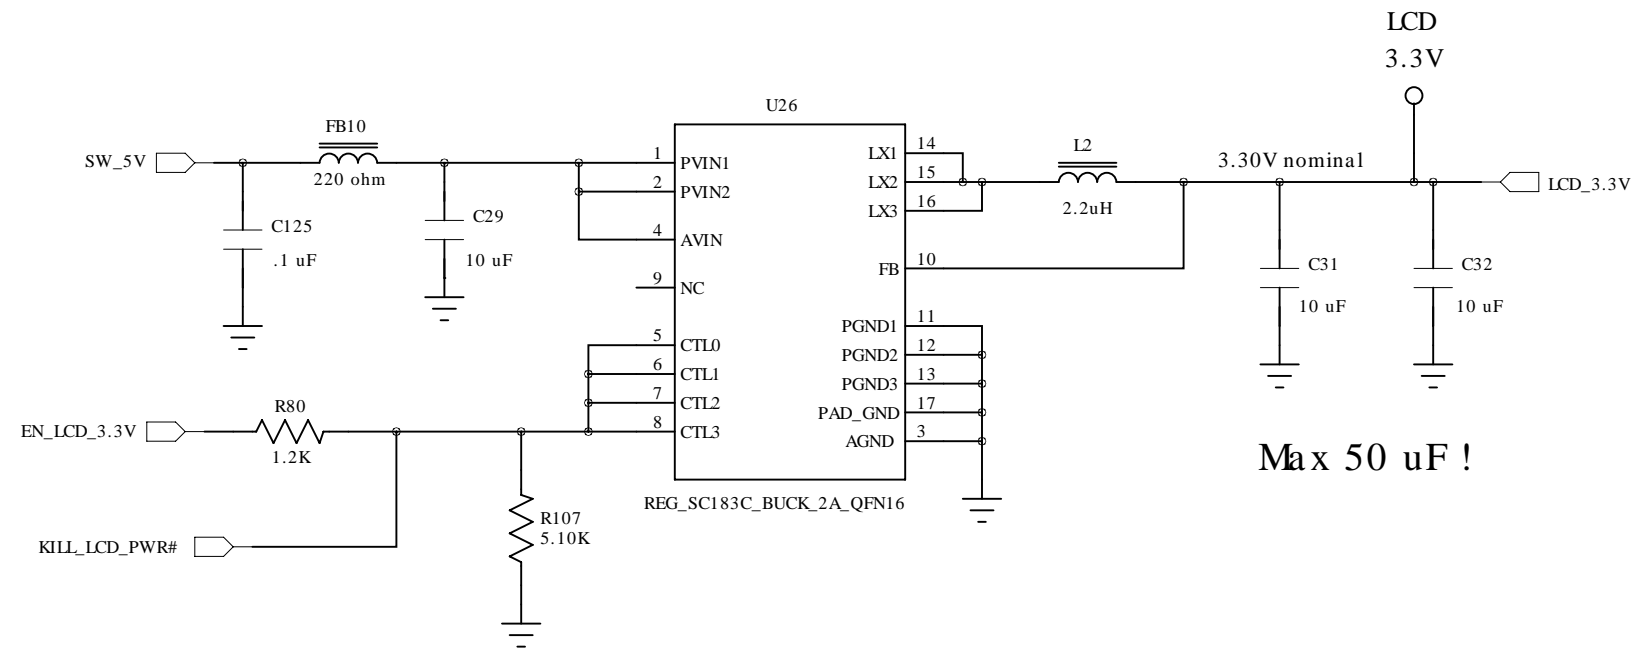 LCD
3.3V
U26
FB10
SW_5V
220 ohm
1
PVIN1
2
PVIN2
4
AVIN
9
NC
5
CTL0
6
CTL1
7
CTL2
8
CTL3
LX1
14
LX2
15
LX3
16
FB
10
PGND1
11
PGND2
12
PGND3
13
PAD_GND
17
AGND
3
L2
2.2uH
3.30V nominal
LCD_3.3V
C125
.1 uF
C29
10 uF
C31
10 uF
C32
10 uF
R80
EN_LCD_3.3V
1.2K
Max 50 uF !
REG_SC183C_BUCK_2A_QFN16
R107
5.10K
KILL_LCD_PWR#